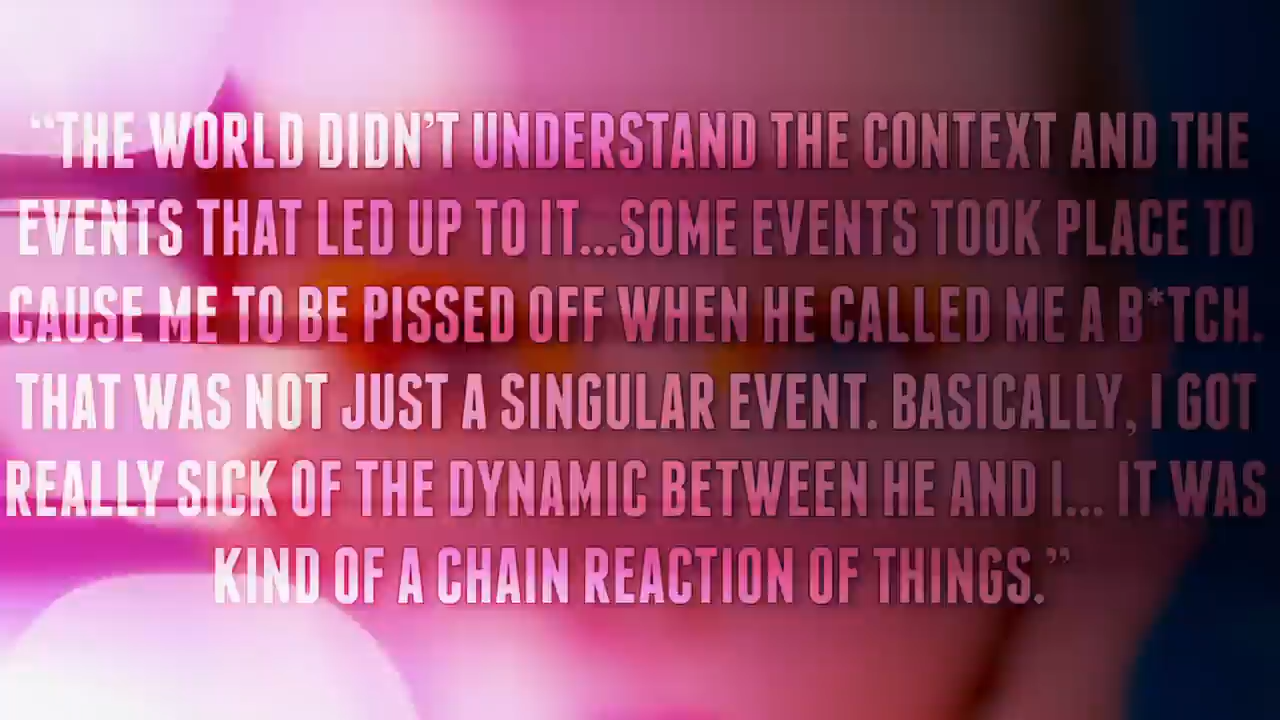 “THE WORLD DIDN’T UNDERSTAND THE CONTEXT AND THE
EVENTS THAT LED UP TO IT...SOME EVENTS TOOK PLACE TO
CAUSE ME TO BE PISSED OFF WHEN HE CALLED ME A B*TCH.
THAT WAS NOT JUST A SINGULAR EVENT. BASICALLY, I GOT
REALLY SICK OF THE DYNAMIC BETWEEN HE AND I... IT WAS
KIND OF A CHAIN REACTION OF THINGS.”